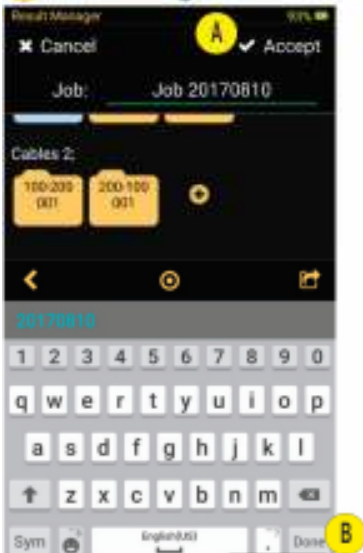 Result Manager 93%
A
✖ Cancel ✔ Accept
Job: Job 20170810
Cables 2;
100-200 001
200-100 001
20170810
1 2 3 4 5 6 7 8 9 0
q w e r t y u i o p
a s d f g h j k l
z x c v b n m
Sym English(US) . Done
B